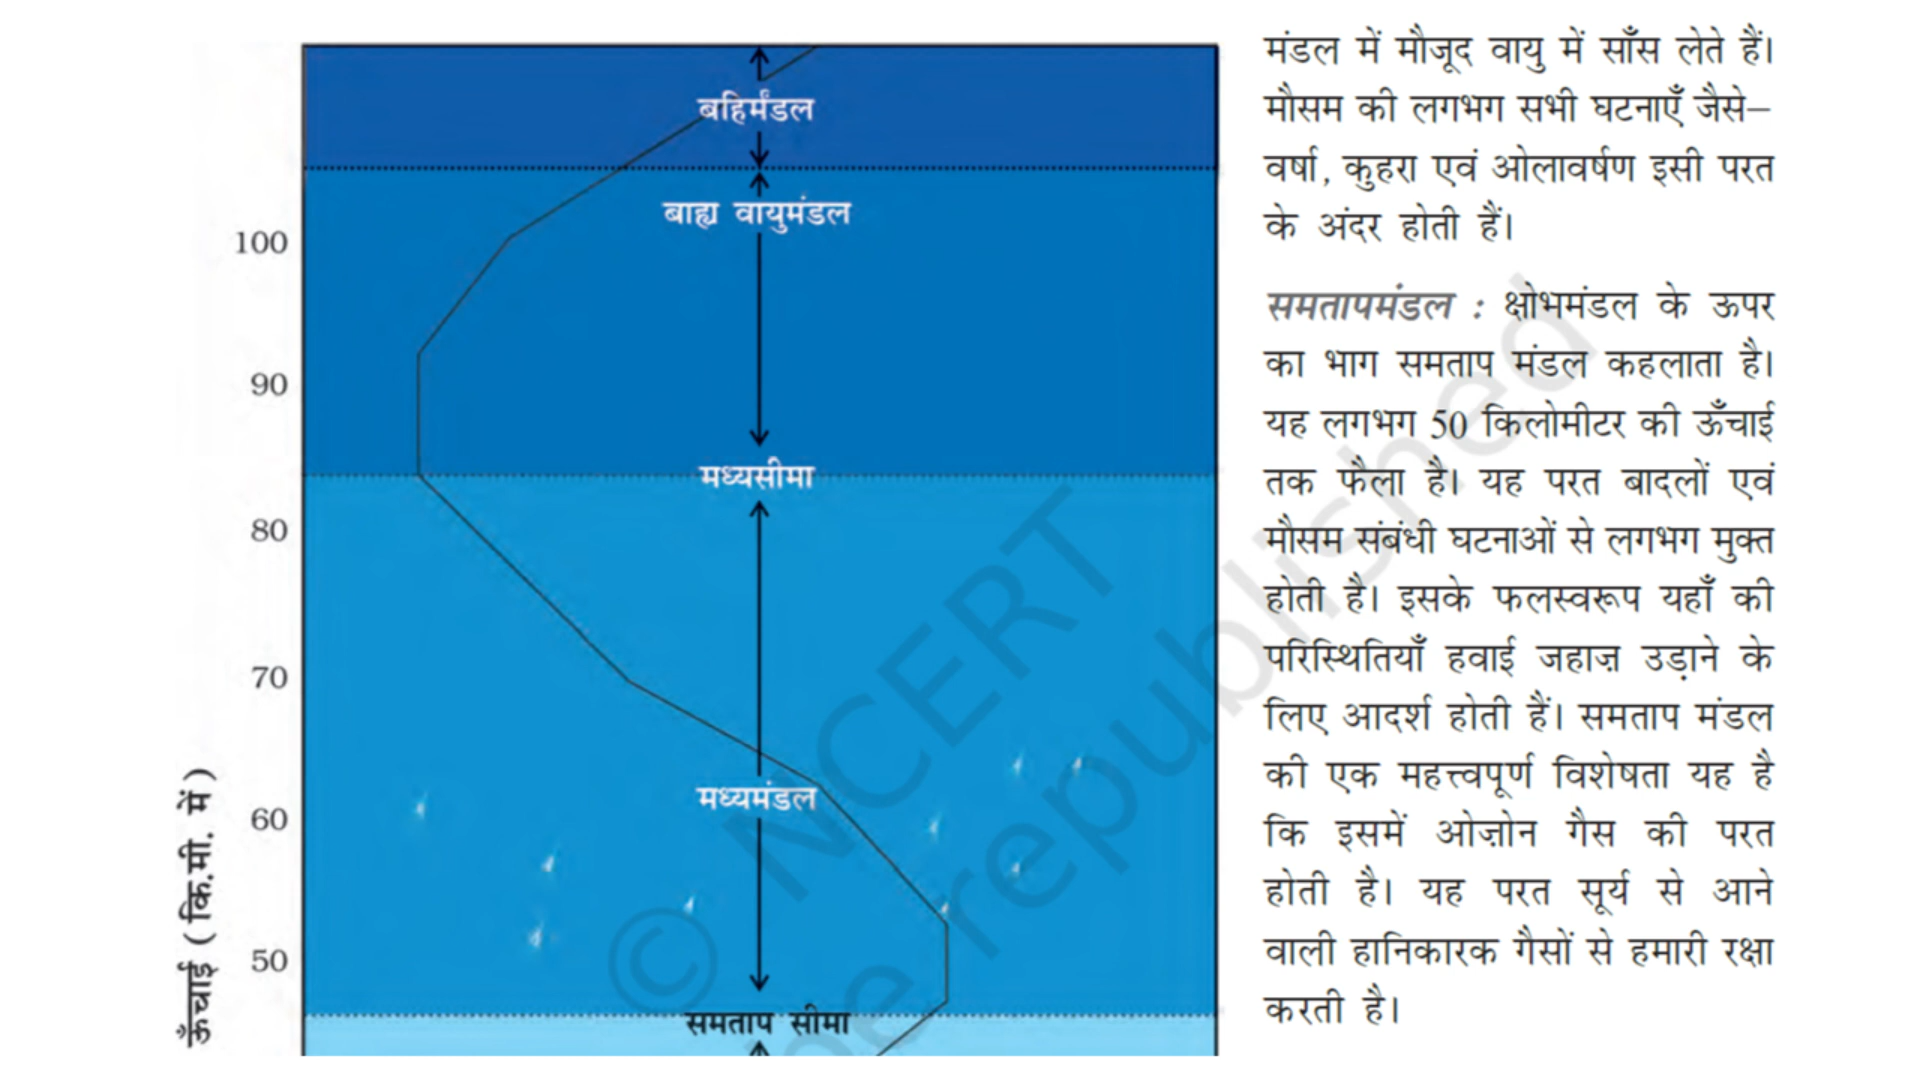 बहिर्मंडल
बाह्य वायुमंडल
मध्यसीमा
मध्यमंडल
समताप सीमा
100
90
80
70
60
50
ऊँचाई (कि.मी. में)
मंडल में मौजूद वायु में साँस लेते हैं।
मौसम की लगभग सभी घटनाएँ जैसे–
वर्षा, कुहरा एवं ओलावर्षण इसी परत
के अंदर होती हैं।
समतापमंडल : क्षोभमंडल के ऊपर
का भाग समताप मंडल कहलाता है।
यह लगभग 50 किलोमीटर की ऊँचाई
तक फैला है। यह परत बादलों एवं
मौसम संबंधी घटनाओं से लगभग मुक्त
होती है। इसके फलस्वरूप यहाँ की
परिस्थितियाँ हवाई जहाज़ उड़ाने के
लिए आदर्श होती हैं। समताप मंडल
की एक महत्त्वपूर्ण विशेषता यह है
कि इसमें ओज़ोन गैस की परत
होती है। यह परत सूर्य से आने
वाली हानिकारक गैसों से हमारी रक्षा
करती है।
© NCERT
be republished